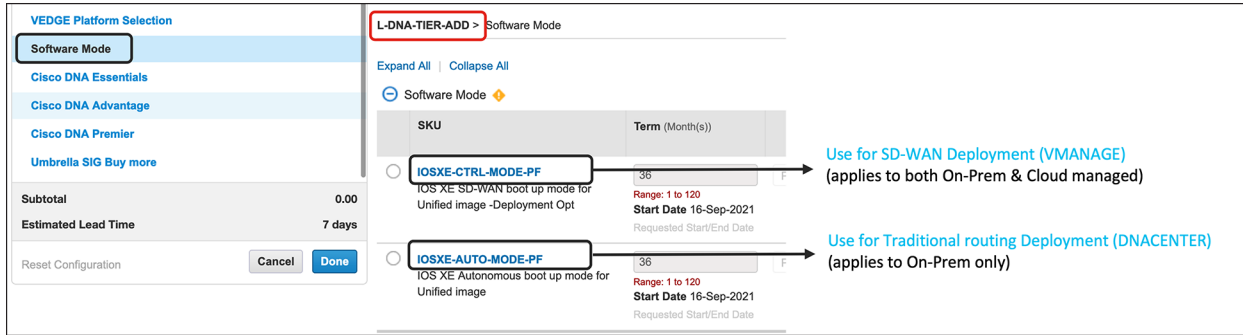 VEDGE Platform Selection
Software Mode
Cisco DNA Essentials
Cisco DNA Advantage
Cisco DNA Premier
Umbrella SIG Buy more
Subtotal 0.00
Estimated Lead Time 7 days
Reset Configuration Cancel Done
L-DNA-TIER-ADD > Software Mode
Expand All | Collapse All
Software Mode
SKU Term (Month(s))
IOSXE-CTRL-MODE-PF 36
IOS XE SD-WAN boot up mode for
Unified image -Deployment Opt
Range: 1 to 120
Start Date 16-Sep-2021
Requested Start/End Date
Use for SD-WAN Deployment (VMANAGE)
(applies to both On-Prem & Cloud managed)
IOSXE-AUTO-MODE-PF 36
IOS XE Autonomous boot up mode for
Unified image
Range: 1 to 120
Start Date 16-Sep-2021
Requested Start/End Date
Use for Traditional routing Deployment (DNACENTER)
(applies to On-Prem only)